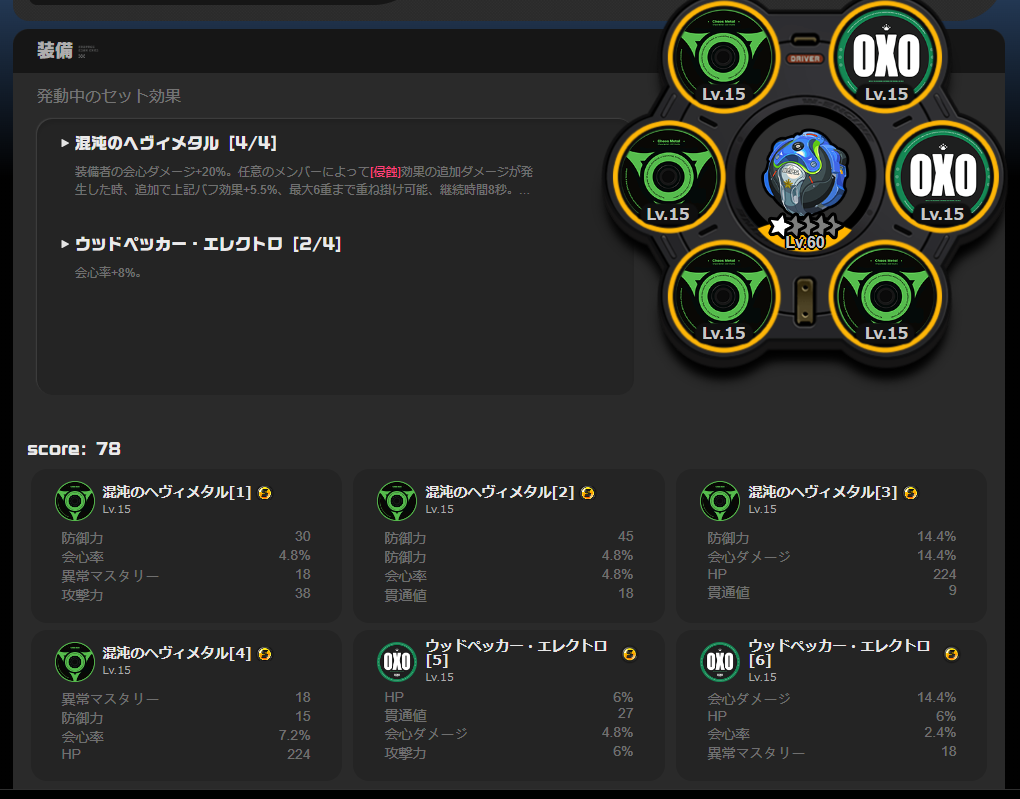 装備
発動中のセット効果
混沌のヘヴィメタル [4/4]
装備者の会心ダメージ+20%。任意のメンバーによって[侵蝕]効果の追加ダメージが発
生した時、追加で上記バフ効果+5.5%、最大6重まで重ね掛け可能、継続時間8秒。...
ウッドペッカー・エレクトロ [2/4]
会心率+8%。
Chaos Metal
Lv.15
DRIVER
OXO
Lv.15
Lv.15
OXO
Lv.15
Lv.60
Chaos Metal
Lv.15
Chaos Metal
Lv.15
score: 78
混沌のヘヴィメタル[1]
Lv.15
防御力 30
会心率 4.8%
異常マスタリー 18
攻撃力 38
混沌のヘヴィメタル[2]
Lv.15
防御力 45
防御力 4.8%
会心率 4.8%
貫通値 18
混沌のヘヴィメタル[3]
Lv.15
防御力 14.4%
会心ダメージ 14.4%
HP 224
貫通値 9
混沌のヘヴィメタル[4]
Lv.15
異常マスタリー 18
防御力 15
会心率 7.2%
HP 224
OXO
ウッドペッカー・エレクトロ
[5]
Lv.15
HP 6%
貫通値 27
会心ダメージ 4.8%
攻撃力 6%
OXO
ウッドペッカー・エレクトロ
[6]
Lv.15
会心ダメージ 14.4%
HP 6%
会心率 2.4%
異常マスタリー 18